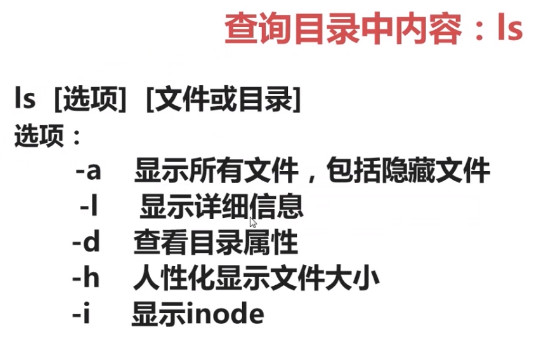 查询目录中内容：ls
ls [选项] [文件或目录]
选项：
-a 显示所有文件，包括隐藏文件
-l 显示详细信息
-d 查看目录属性
-h 人性化显示文件大小
-i 显示inode